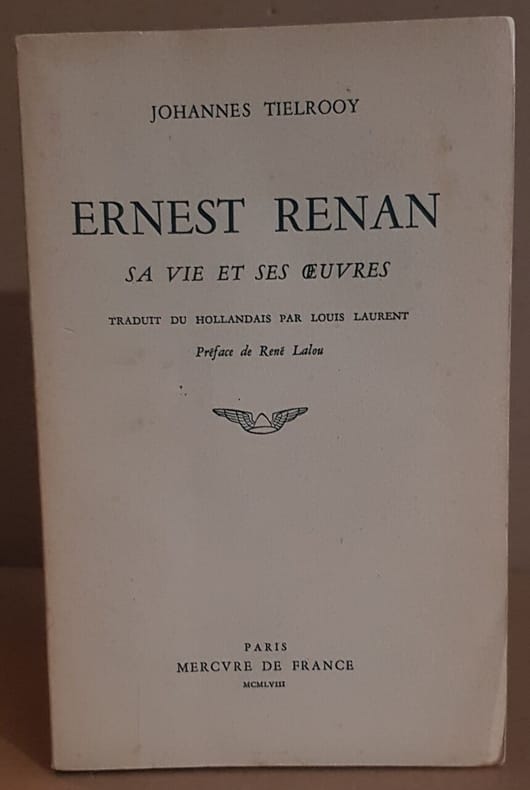 JOHANNES TIELROOY
ERNEST RENAN
SA VIE ET SES ŒUVRES
TRADUIT DU HOLLANDAIS PAR LOUIS LAURENT
Préface de René Lalou
PARIS
MERCVRE DE FRANCE
MCMLVIII